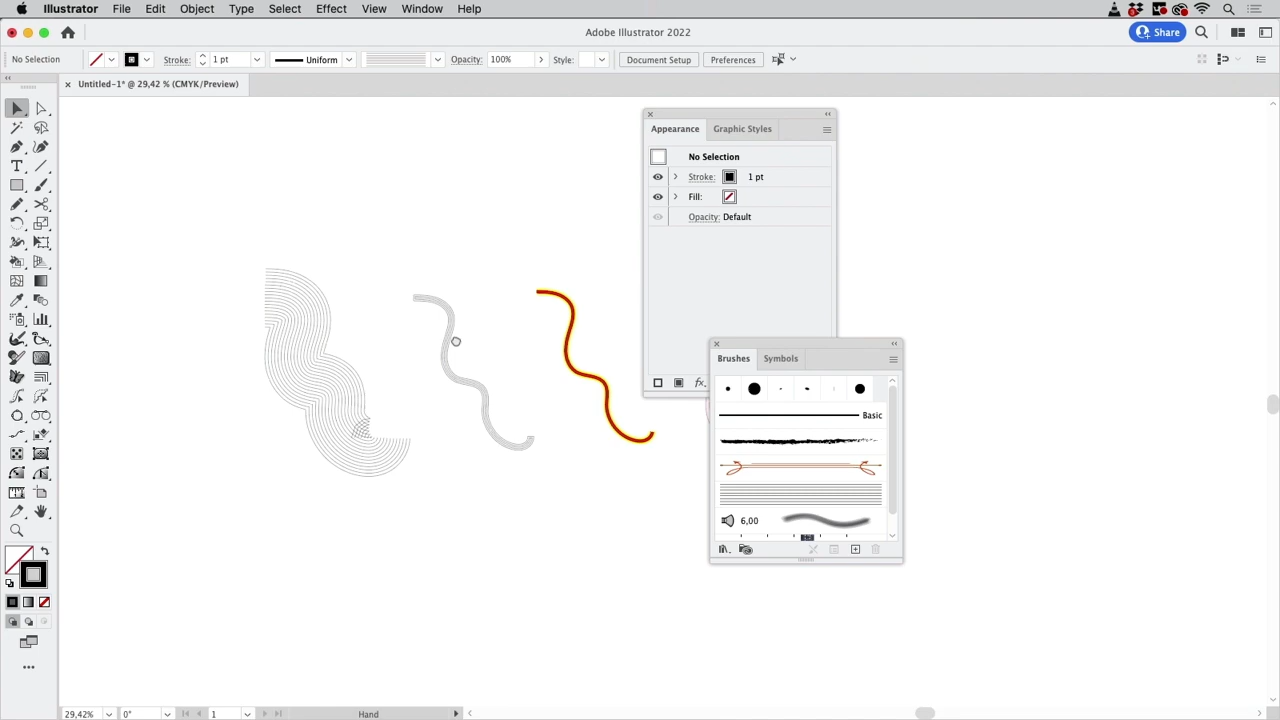 Illustrator File Edit Object Type Select Effect View Window Help
Adobe Illustrator 2022
Share
No Selection
Stroke: 1 pt
Uniform
Opacity: 100%
Style:
Document Setup
Preferences
Untitled-1* @ 29,42 % (CMYK/Preview)
Appearance
Graphic Styles
No Selection
Stroke: 1 pt
Fill:
Opacity: Default
fx
Brushes
Symbols
Basic
6,00
29,42%
0°
1
Hand